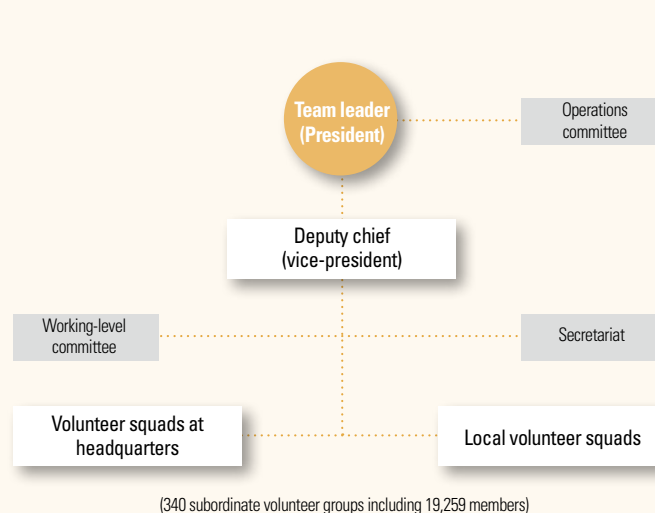 Team leader
(President)
Operations
committee
Deputy chief
(vice-president)
Working-level
committee
Secretariat
Volunteer squads at
headquarters
Local volunteer squads
(340 subordinate volunteer groups including 19,259 members)